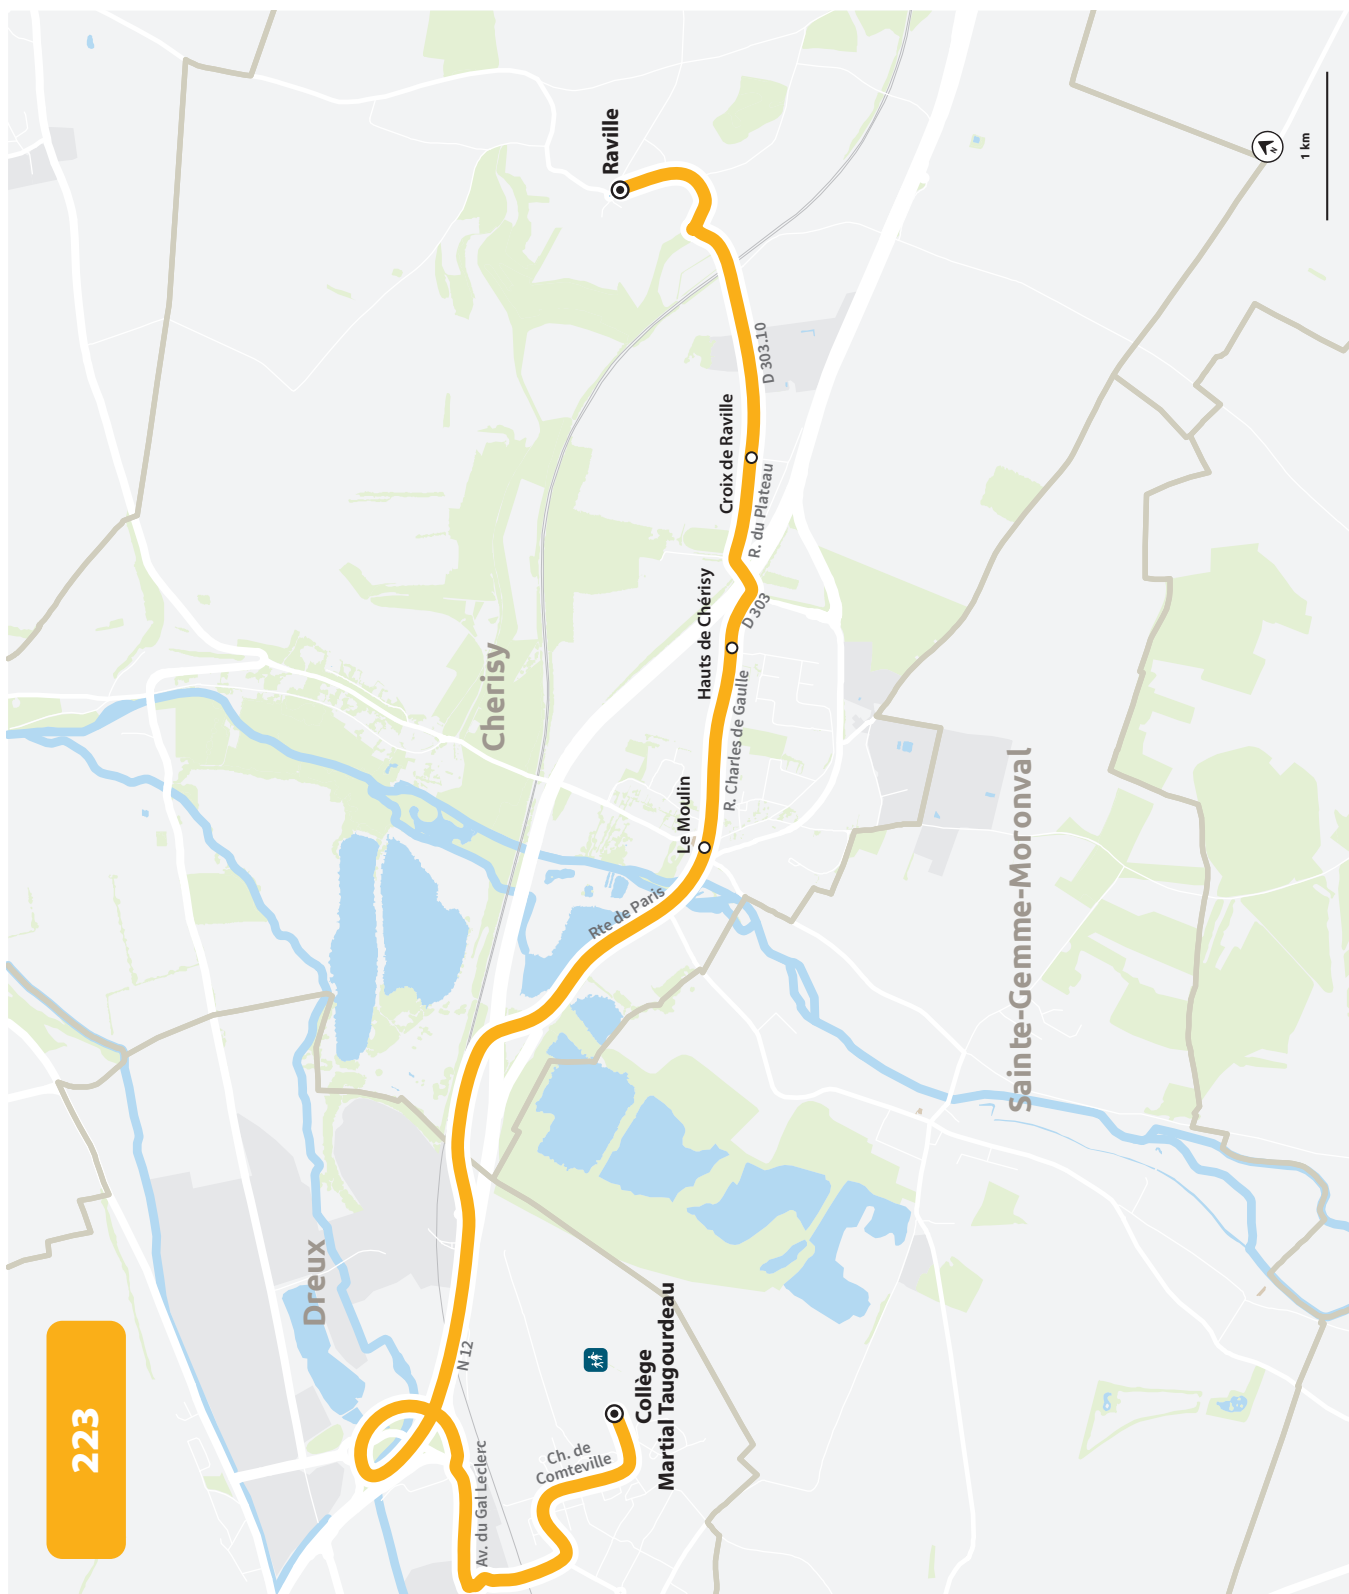 223
Dreux
Cherisy
Sainte-Gemme-Moronval
Raville
Croix de Raville
Hauts de Chérisy
Le Moulin
Collège
Martial Taugourdeau
D 303.10
R. du Plateau
D 303
R. Charles de Gaulle
Rte de Paris
N 12
Av. du Gal Leclerc
Ch. de
Comteville
N
1 km